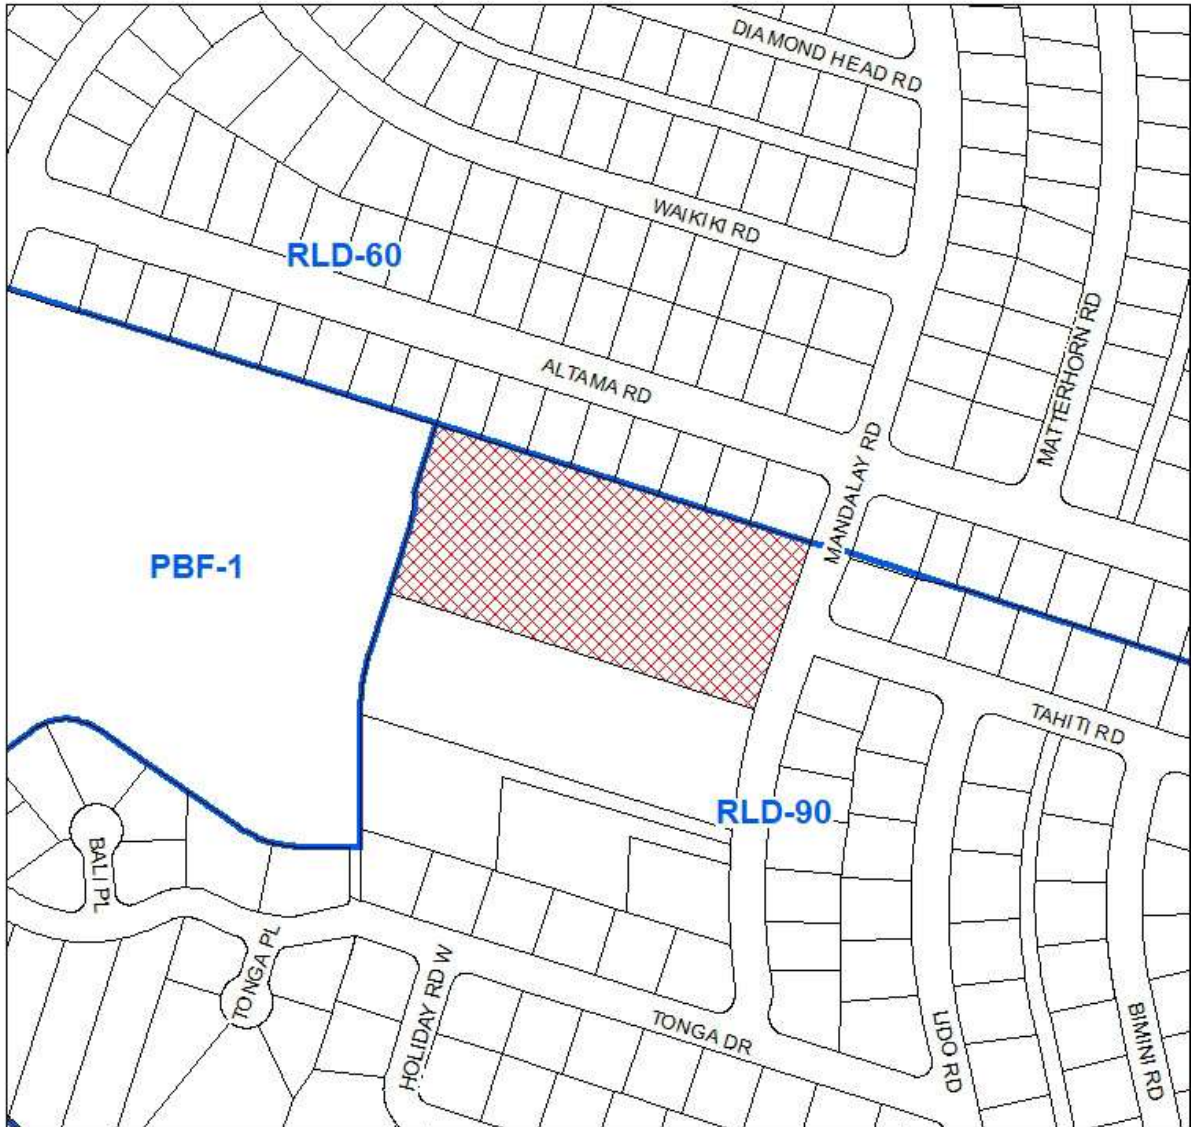 DIAMOND HEAD RD
WAIKIKI RD
RLD-60
ALTAMA RD
MATTERHORN RD
MANDALAY RD
PBF-1
TAHITI RD
RLD-90
BALI PL
TONGA PL
HOLIDAY RD W
TONGA DR
LIDO RD
BIMINI RD